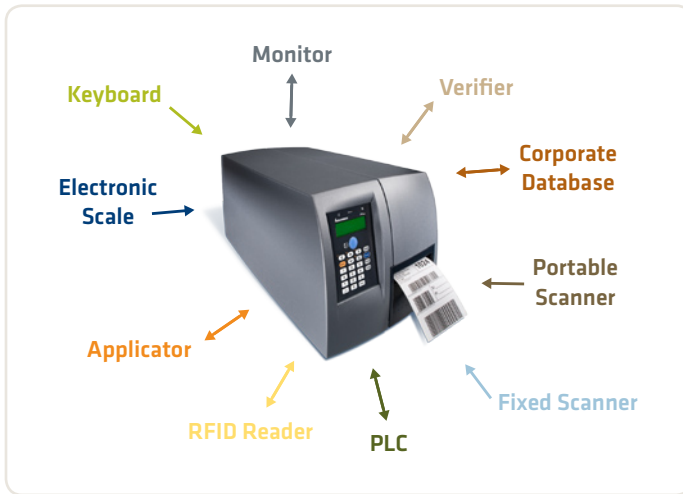 Monitor
Keyboard
Verifier
Electronic
Scale
Corporate
Database
Portable
Scanner
Applicator
Fixed Scanner
RFID Reader
PLC